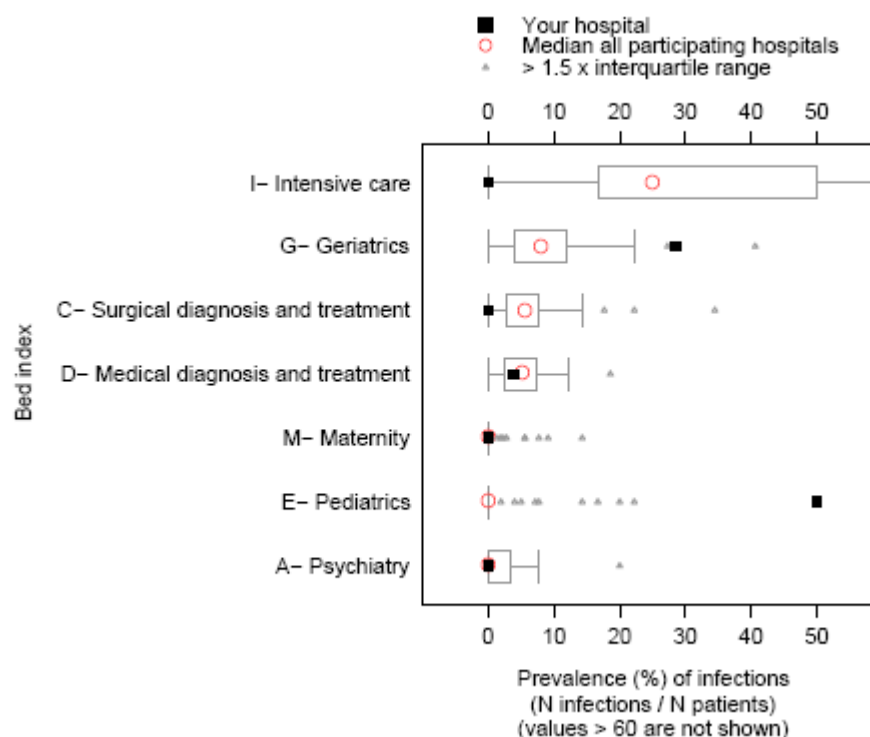 Your hospital
Median all participating hospitals
> 1.5 x interquartile range
0 10 20 30 40 50
I− Intensive care
G− Geriatrics
C− Surgical diagnosis and treatment
D− Medical diagnosis and treatment
M− Maternity
E− Pediatrics
A− Psychiatry
Bed index
0 10 20 30 40 50
Prevalence (%) of infections
(N infections / N patients)
(values > 60 are not shown)